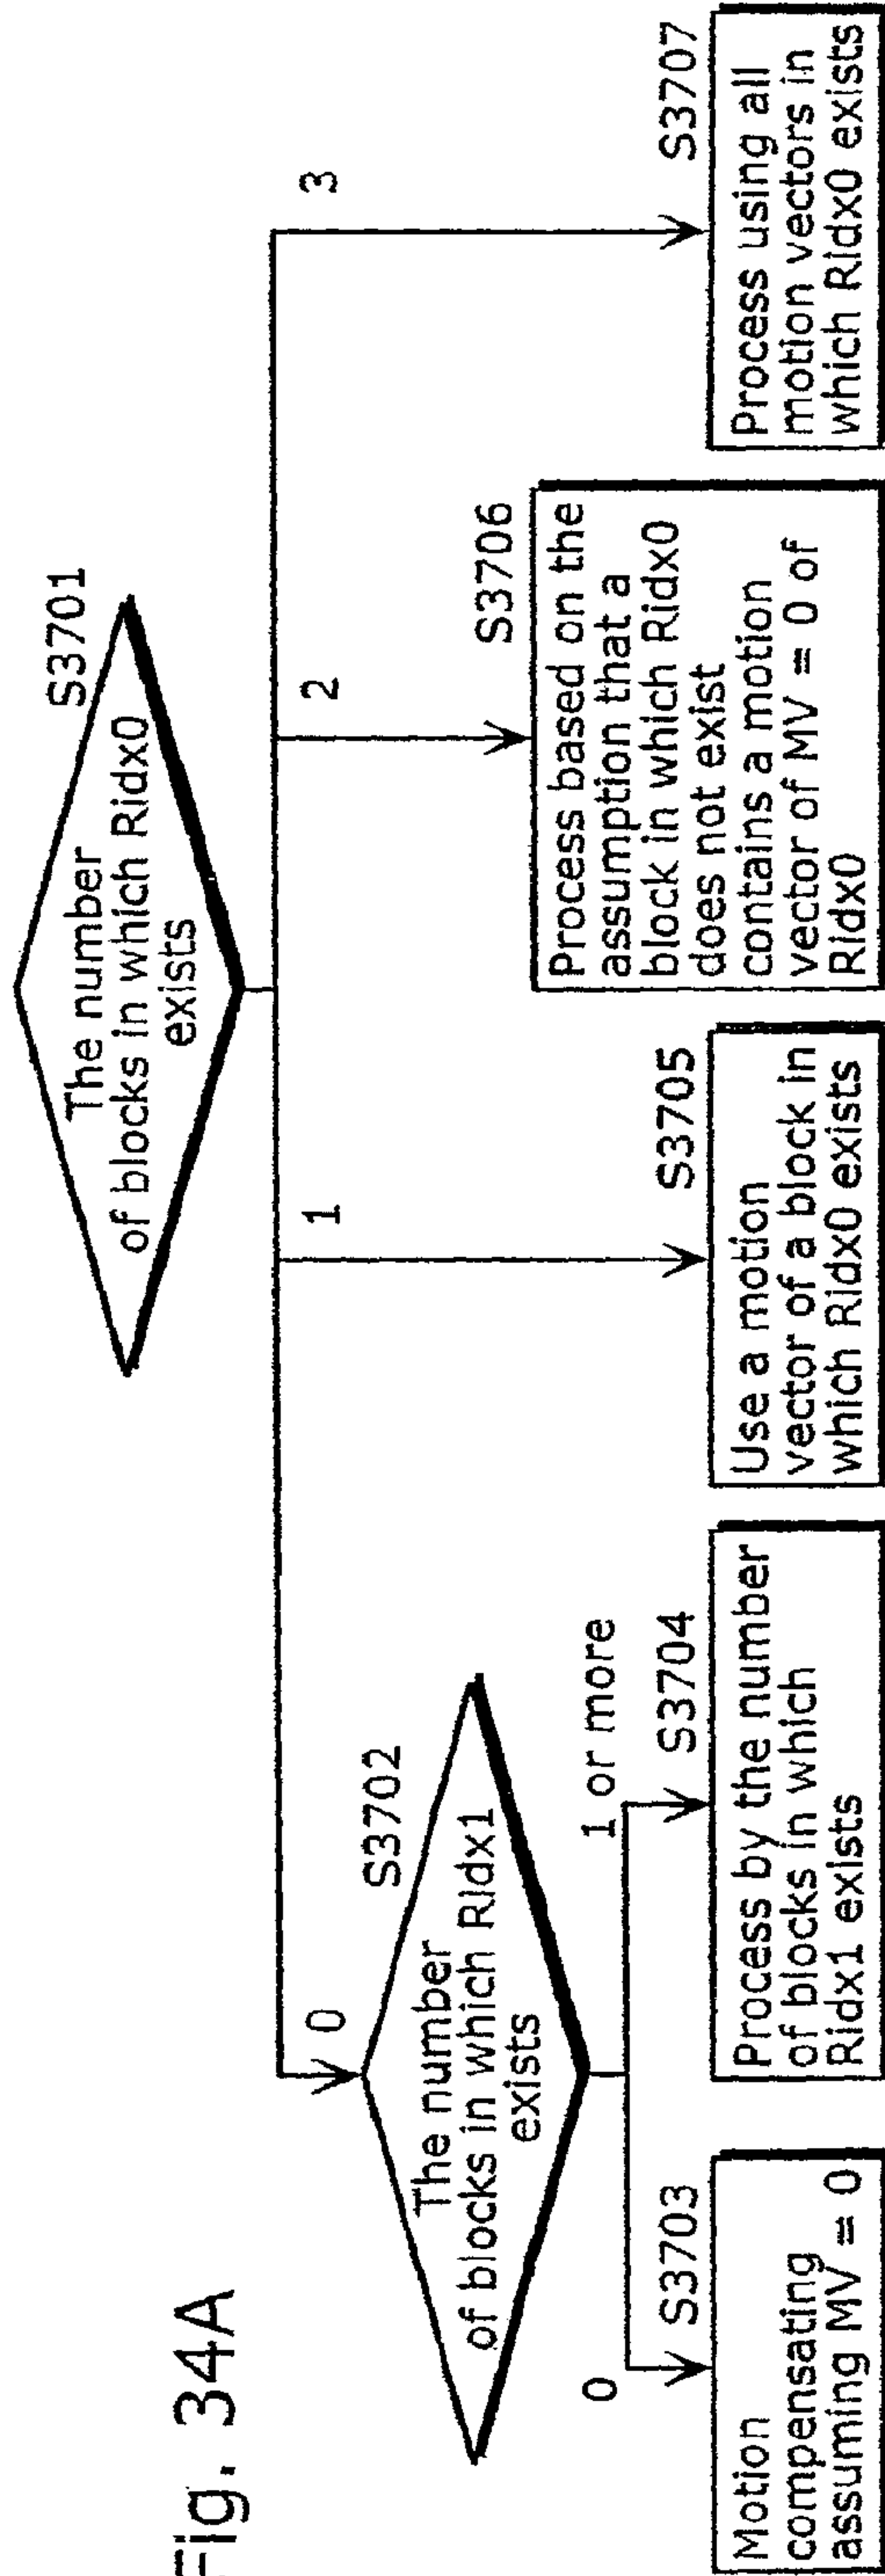 Fig. 34A
S3701
The number
of blocks in which Ridx0
exists
0
1
2
3
S3702
The number
of blocks in which Ridx1
exists
0
1 or more
S3703
Motion
compensating
assuming MV = 0
S3704
Process by the number
of blocks in which
Ridx1 exists
S3705
Use a motion
vector of a block in
which Ridx0 exists
S3706
Process based on the
assumption that a
block in which Ridx0
does not exist
contains a motion
vector of MV = 0 of
Ridx0
S3707
Process using all
motion vectors in
which Ridx0 exists